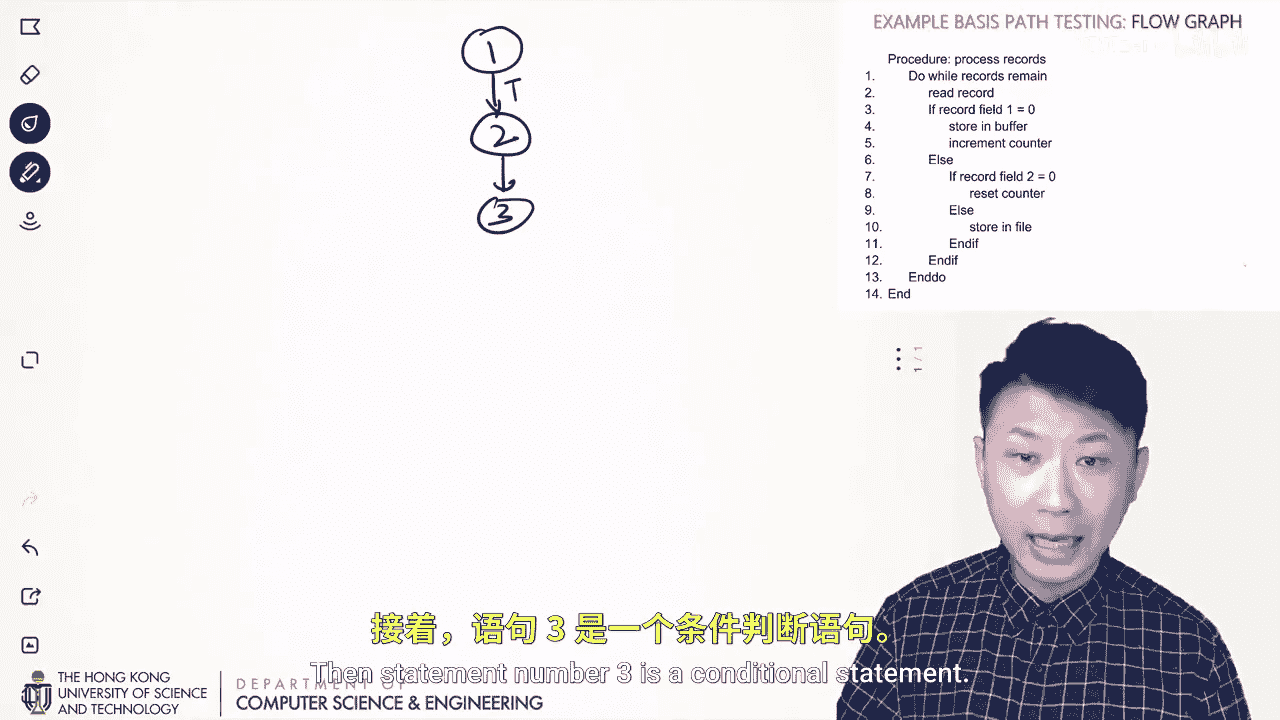 EXAMPLE BASIS PATH TESTING: FLOW GRAPH
Procedure: process records
1. Do while records remain
2. read record
3. If record field 1 = 0
4. store in buffer
5. increment counter
6. Else
7. If record field 2 = 0
8. reset counter
9. Else
10. store in file
11. Endif
12. Endif
13. Enddo
14. End
1
T
2
3
1 / 1
接着，语句 3 是一个条件判断语句。
Then statement number 3 is a conditional statement.
THE HONG KONG
UNIVERSITY OF SCIENCE
AND TECHNOLOGY
DEPARTMENT OF
COMPUTER SCIENCE & ENGINEERING